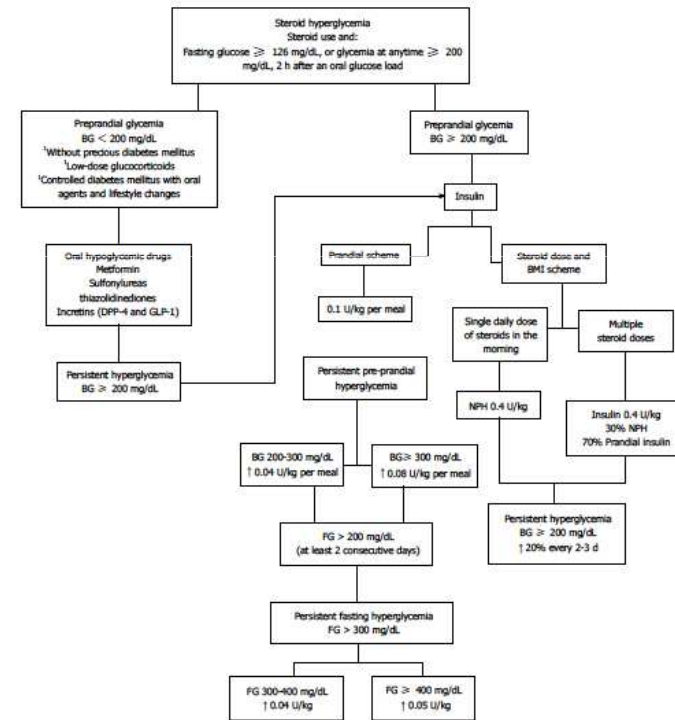 Steroid hyperglycemia
Steroid use and:
Fasting glucose ≥ 126 mg/dL, or glycemia at anytime ≥ 200
mg/dL, 2 h after an oral glucose load
Preprandial glycemia
BG < 200 mg/dL
¹Without precious diabetes mellitus
¹Low-dose glucocorticoids
¹Controlled diabetes mellitus with oral
agents and lifestyle changes
Preprandial glycemia
BG ≥ 200 mg/dL
Insulin
Oral hypoglycemic drugs
Metformin
Sulfonylureas
thiazolidinediones
Incretins (DPP-4 and GLP-1)
Prandial scheme
Steroid dose and
BMI scheme
0.1 U/kg per meal
Single daily dose
of steroids in the
morning
Multiple
steroid doses
Persistent hyperglycemia
BG ≥ 200 mg/dL
Persistent pre-prandial
hyperglycemia
NPH 0.4 U/kg
Insulin 0.4 U/kg
30% NPH
70% Prandial insulin
BG 200-300 mg/dL
↑ 0.04 U/kg per meal
BG ≥ 300 mg/dL
↑ 0.08 U/kg per meal
Persistent hyperglycemia
BG ≥ 200 mg/dL
↑ 20% every 2-3 d
FG > 200 mg/dL
(at least 2 consecutive days)
Persistent fasting hyperglycemia
FG > 300 mg/dL
FG 300-400 mg/dL
↑ 0.04 U/kg
FG ≥ 400 mg/dL
↑ 0.05 U/kg